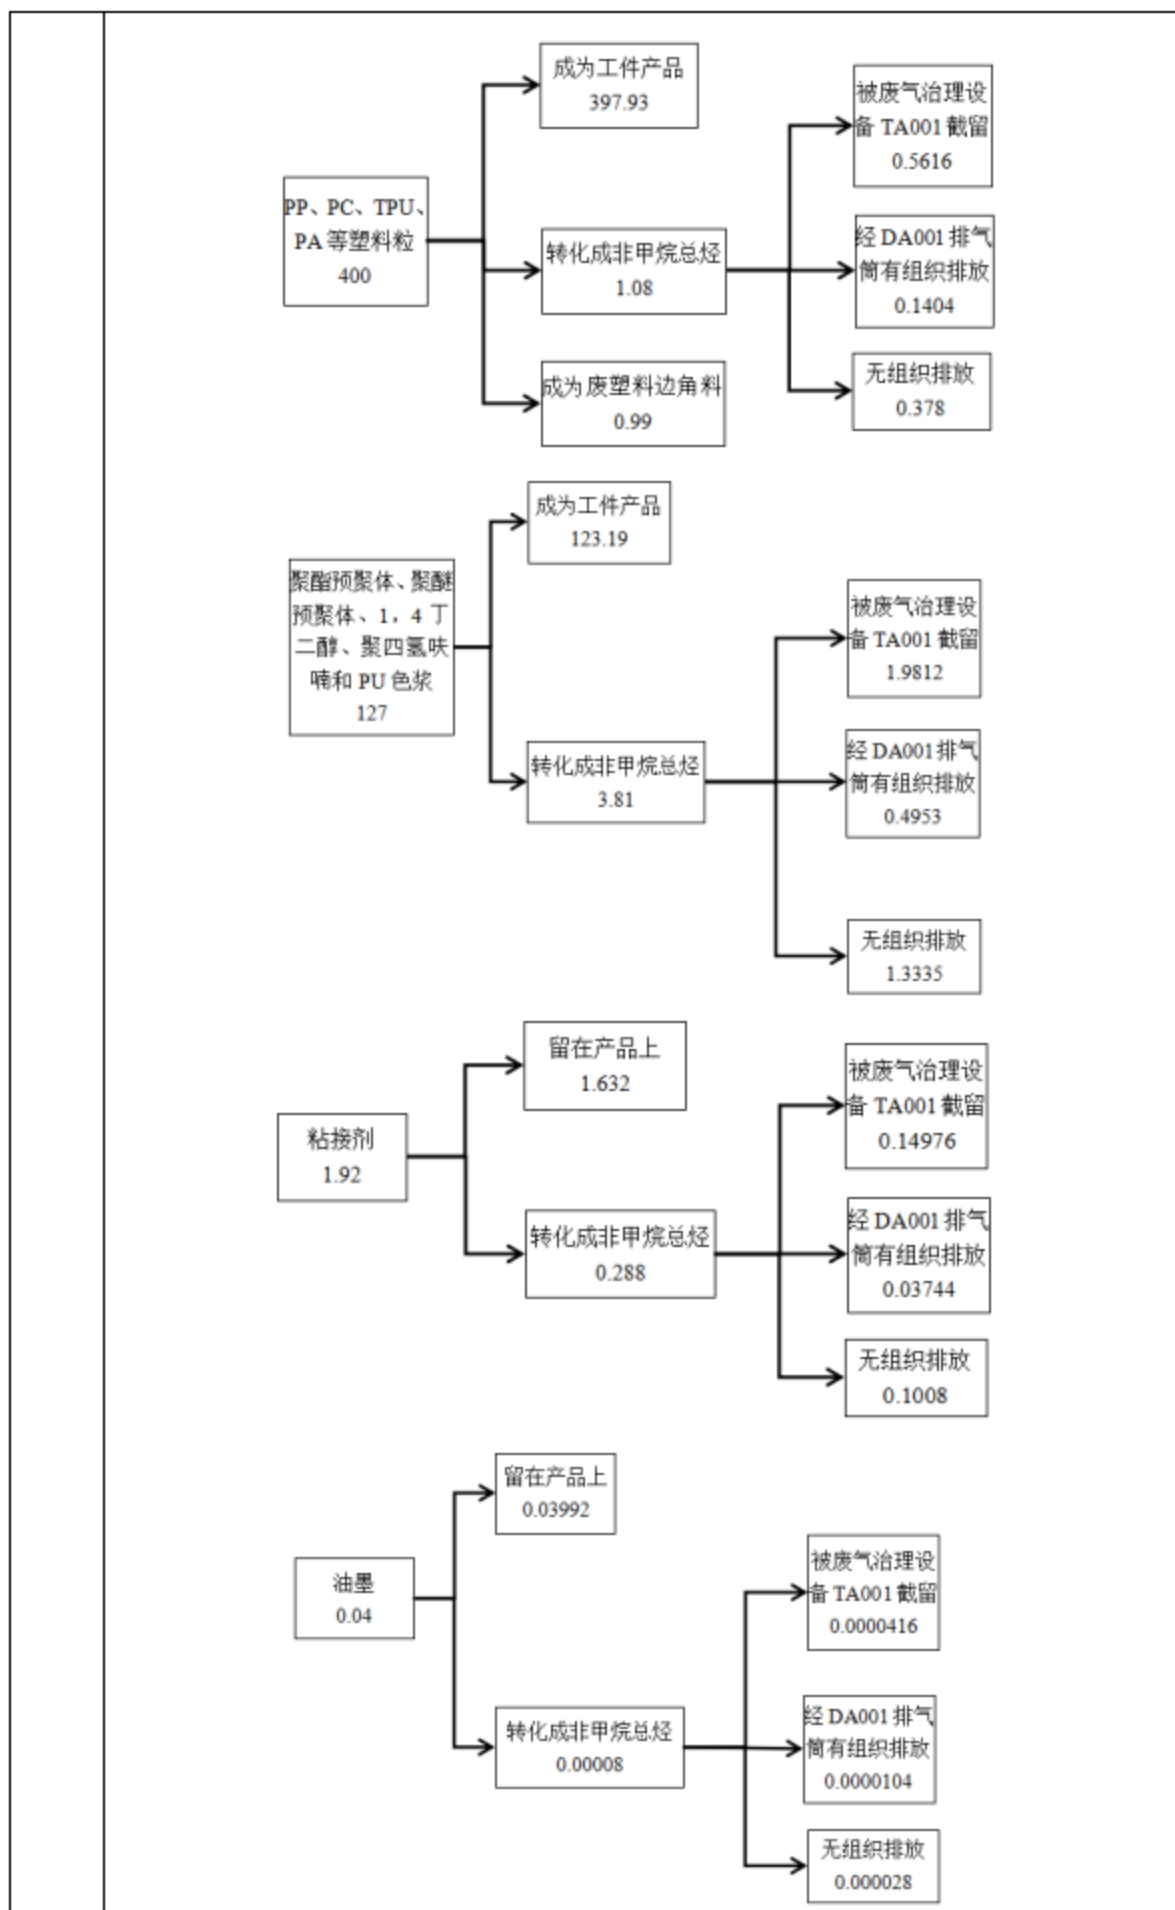 PP、PC、TPU、
PA 等塑料粒
400
成为工件产品
397.93
转化成非甲烷总烃
1.08
成为废塑料边角料
0.99
被废气治理设
备 TA001 截留
0.5616
经 DA001 排气
筒有组织排放
0.1404
无组织排放
0.378
聚酯预聚体、聚醚
预聚体、1，4 丁
二醇、聚四氢呋
喃和 PU 色浆
127
成为工件产品
123.19
转化成非甲烷总烃
3.81
被废气治理设
备 TA001 截留
1.9812
经 DA001 排气
筒有组织排放
0.4953
无组织排放
1.3335
粘接剂
1.92
留在产品上
1.632
转化成非甲烷总烃
0.288
被废气治理设
备 TA001 截留
0.14976
经 DA001 排气
筒有组织排放
0.03744
无组织排放
0.1008
油墨
0.04
留在产品上
0.03992
转化成非甲烷总烃
0.00008
被废气治理设
备 TA001 截留
0.0000416
经 DA001 排气
筒有组织排放
0.0000104
无组织排放
0.000028